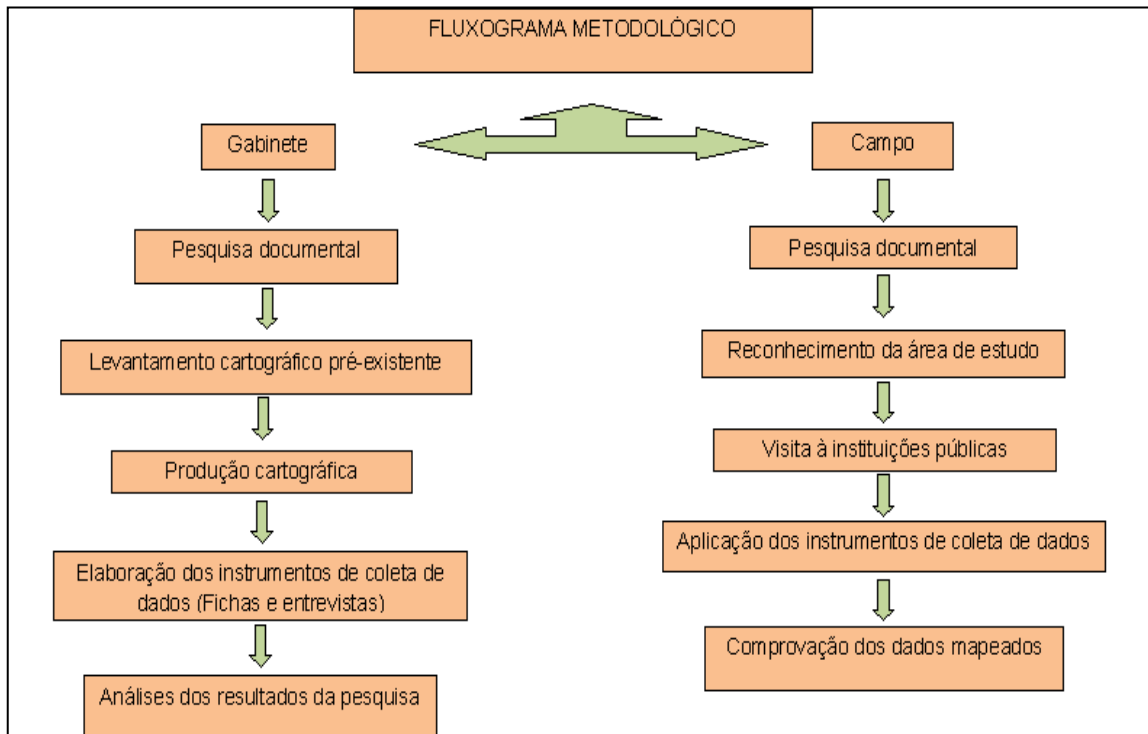 FLUXOGRAMA METODOLÓGICO
Gabinete
Pesquisa documental
Levantamento cartográfico pré-existente
Produção cartográfica
Elaboração dos instrumentos de coleta de
dados (Fichas e entrevistas)
Análises dos resultados da pesquisa
Campo
Pesquisa documental
Reconhecimento da área de estudo
Visita à instituições públicas
Aplicação dos instrumentos de coleta de dados
Comprovação dos dados mapeados